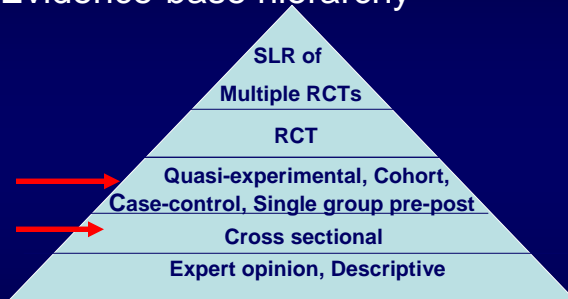 Evidence-base hierarchy
SLR of
Multiple RCTs
RCT
Quasi-experimental, Cohort,
Case-control, Single group pre-post
Cross sectional
Expert opinion, Descriptive